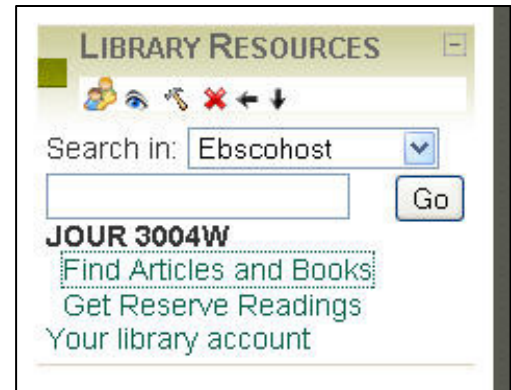 LIBRARY RESOURCES
Search in: Ebscohost
Go
JOUR 3004W
Find Articles and Books
Get Reserve Readings
Your library account